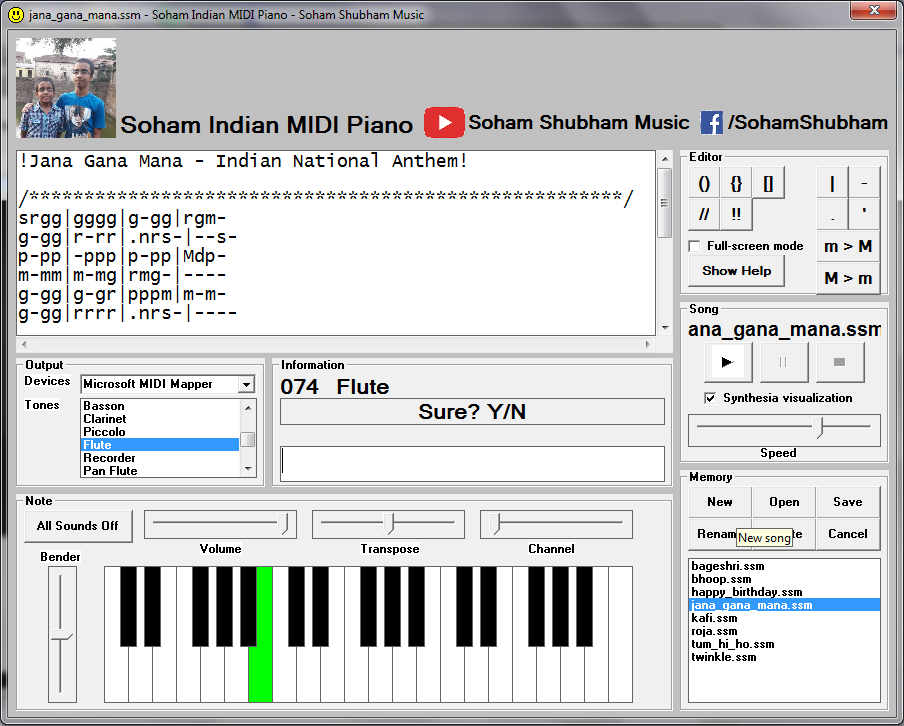 jana_gana_mana.ssm - Soham Indian MIDI Piano - Soham Shubham Music
Soham Indian MIDI Piano
Soham Shubham Music
/SohamShubham
!Jana Gana Mana - Indian National Anthem!
/******************************************************/
srgg|gggg|g-gg|rgm-
g-gg|r-rr|.nrs-|--s-
p-pp|-ppp|p-pp|Mdp-
m-mm|m-mg|rmg-|----
g-gg|g-gr|pppm|m-m-
g-gg|rrrr|.nrs-|----
Editor
() {} [] | -
// !! . '
Full-screen mode
m > M
Show Help
M > m
Song
ana_gana_mana.ssm
Synthesia visualization
Speed
Output
Devices
Microsoft MIDI Mapper
Tones
Basson
Clarinet
Piccolo
Flute
Recorder
Pan Flute
Information
074 Flute
Sure? Y/N
Note
All Sounds Off
Volume
Transpose
Channel
Bender
Memory
New
Open
Save
New song
Cancel
bageshri.ssm
bhoop.ssm
happy_birthday.ssm
jana_gana_mana.ssm
kafi.ssm
roja.ssm
tum_hi_ho.ssm
twinkle.ssm